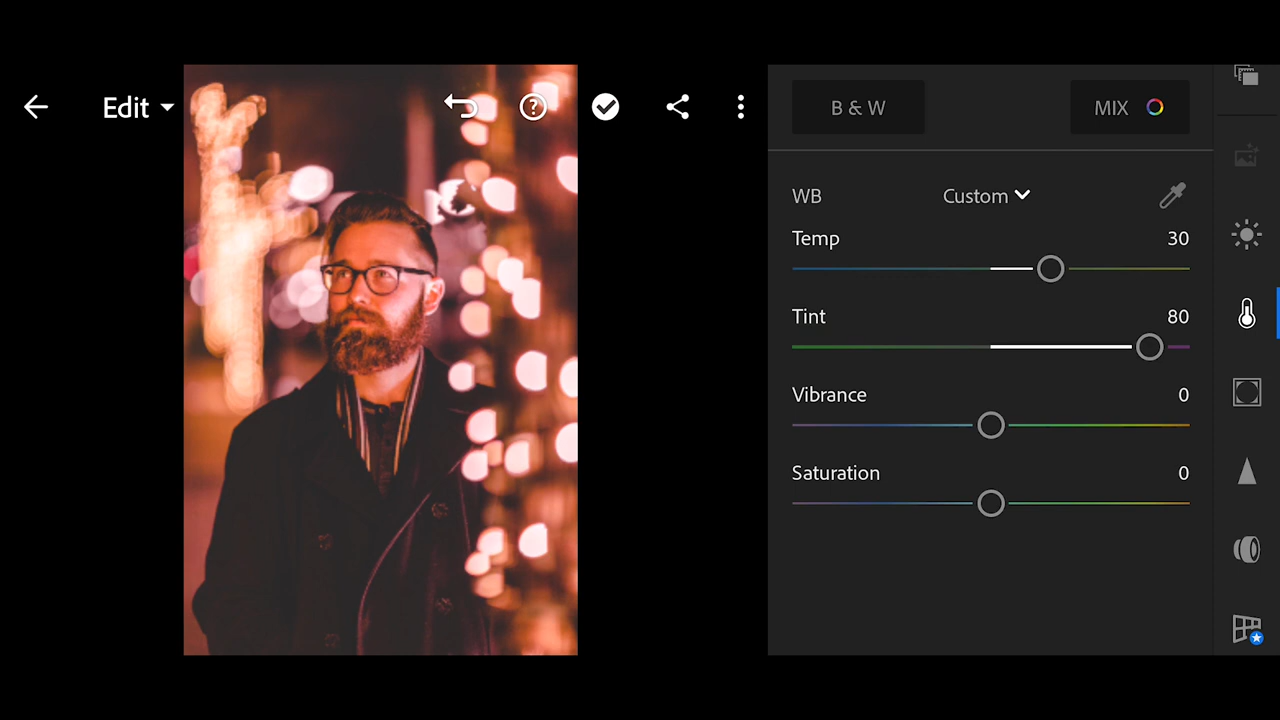 Edit
B & W
MIX
WB
Custom
Temp
30
Tint
80
Vibrance
0
Saturation
0